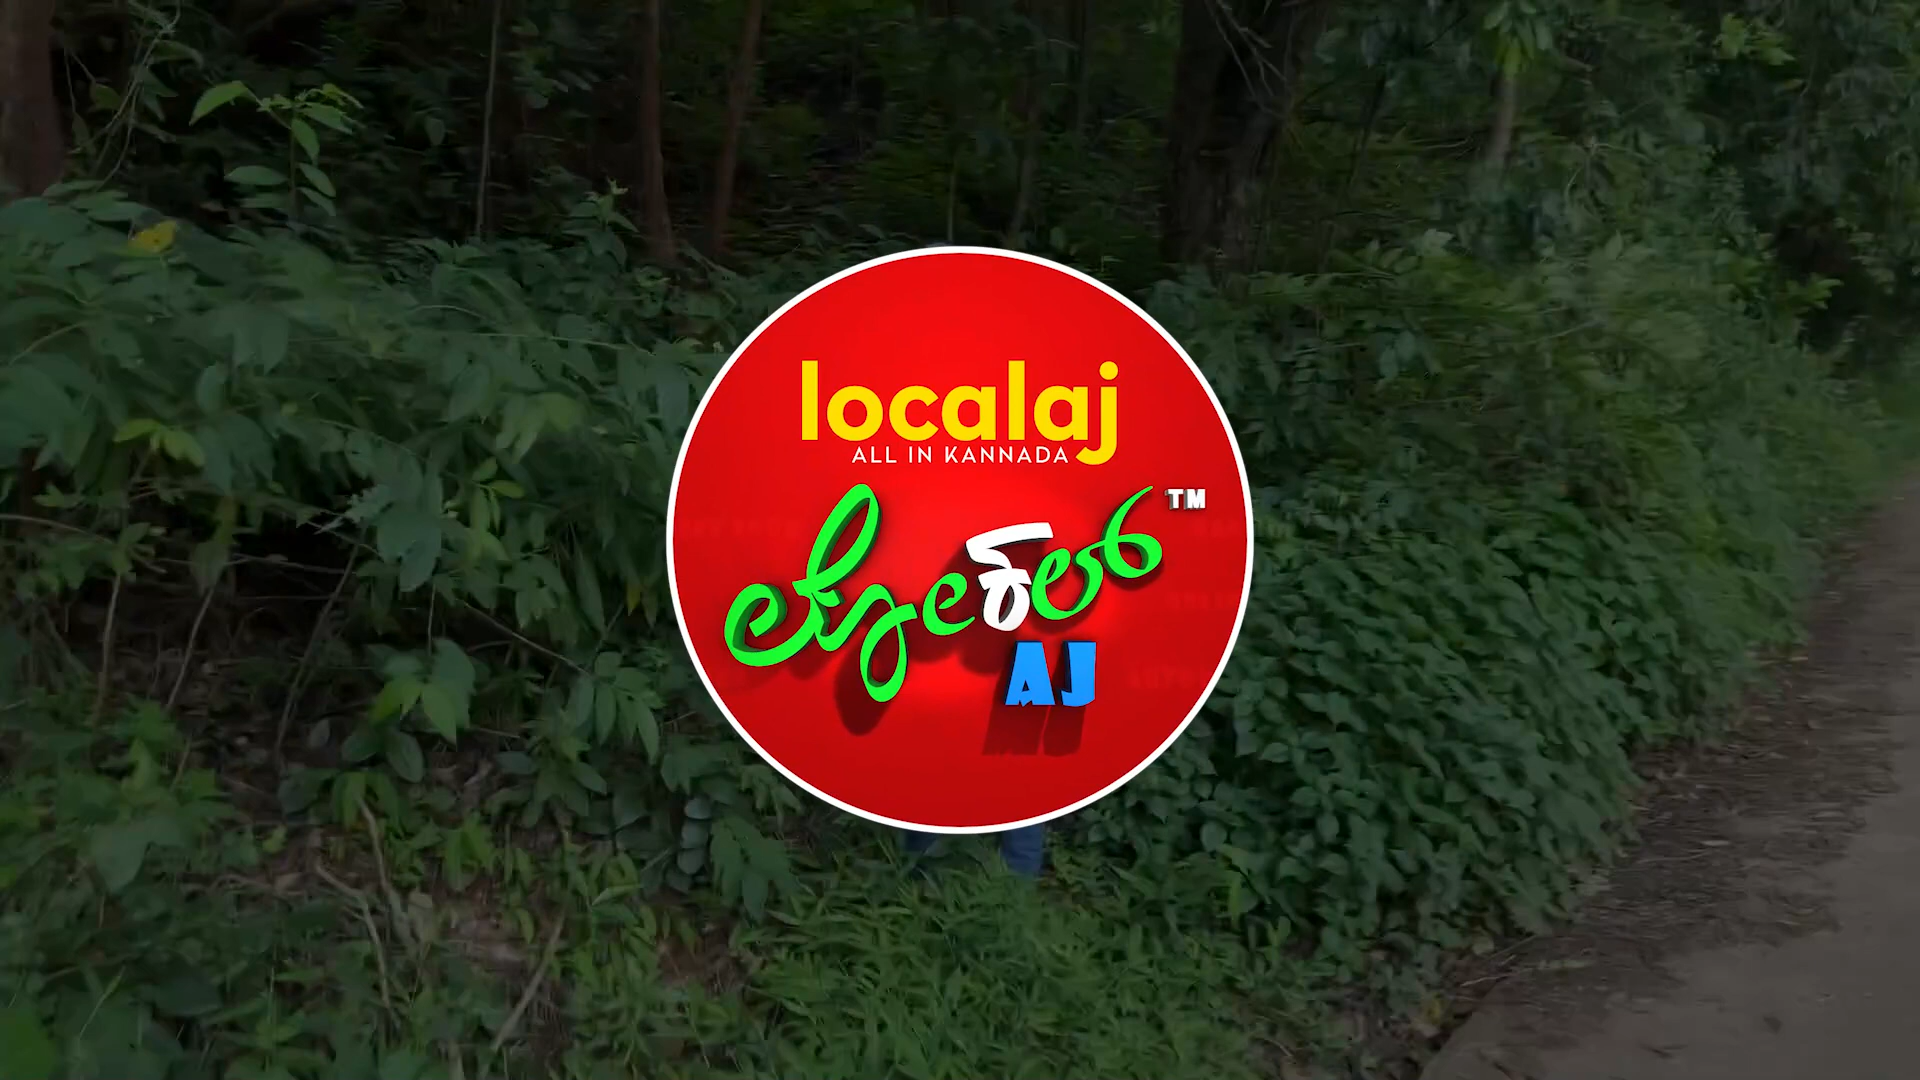 localaj
ALL IN KANNADA
ಲೋಕಲ್ ™
AJ